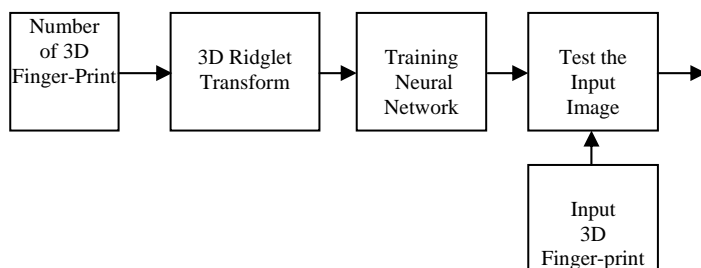 Number
of 3D
Finger-Print
3D Ridglet
Transform
Training
Neural
Network
Test the
Input
Image
Input
3D
Finger-print